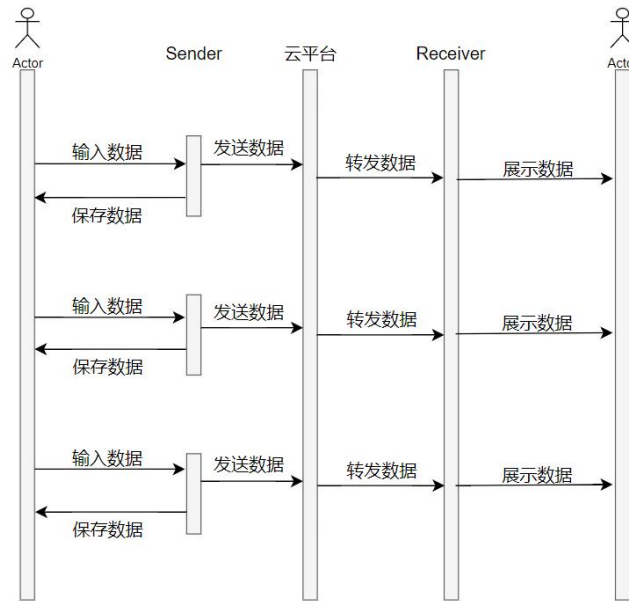 Actor
Sender
云平台
Receiver
Acto
输入数据
发送数据
转发数据
展示数据
保存数据
输入数据
发送数据
转发数据
展示数据
保存数据
输入数据
发送数据
转发数据
展示数据
保存数据